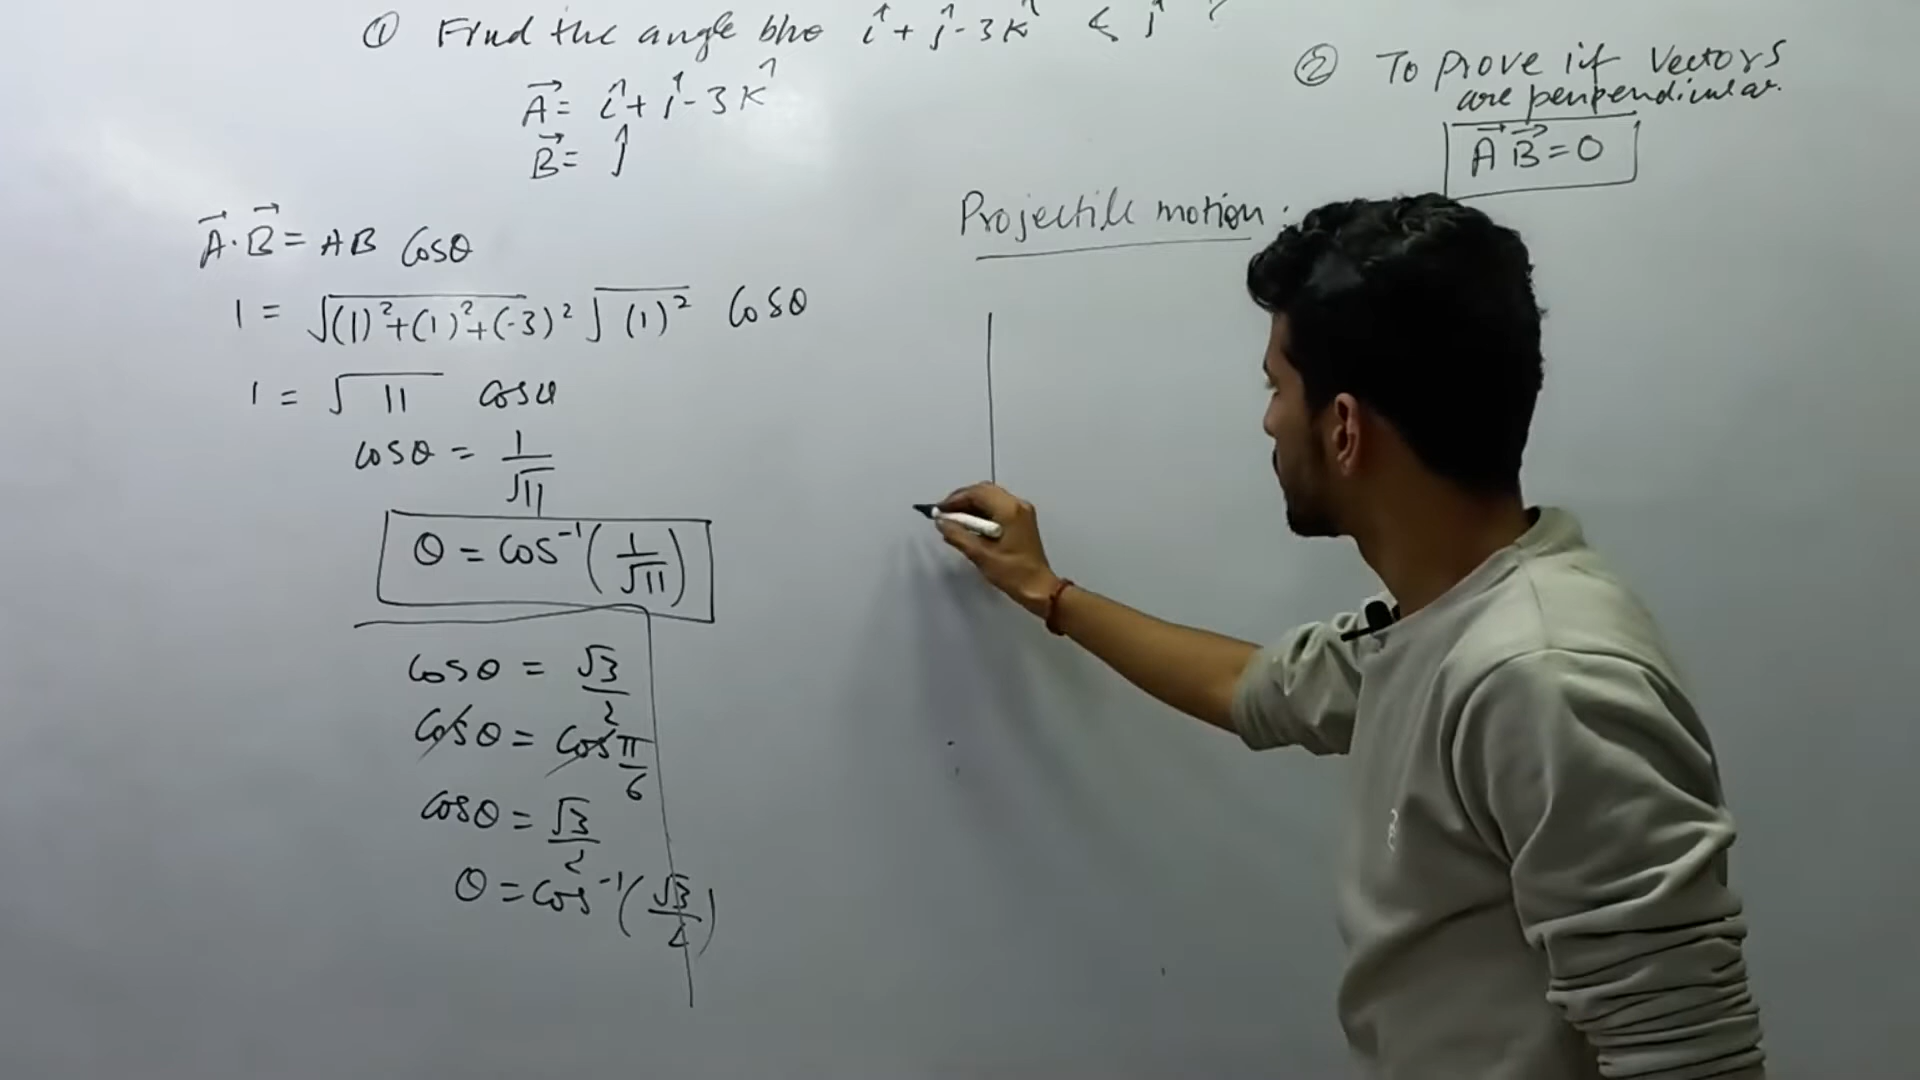 ① Find the angle b/w î + ĵ - 3k̂ & ĵ ?
A⃗ = î + ĵ - 3k̂
B⃗ = ĵ
A⃗ · B⃗ = AB cosθ
1 = √(1)²+(1)²+(-3)² √(1)² cosθ
1 = √11 cosθ
cosθ = 1/√11
θ = cos⁻¹(1/√11)
cosθ = √3/2
cosθ = cos π/6
cosθ = √3/2
θ = cos⁻¹(√3/4)
② To prove if vectors
are perpendicular.
A⃗ B⃗ = 0
Projectile motion :